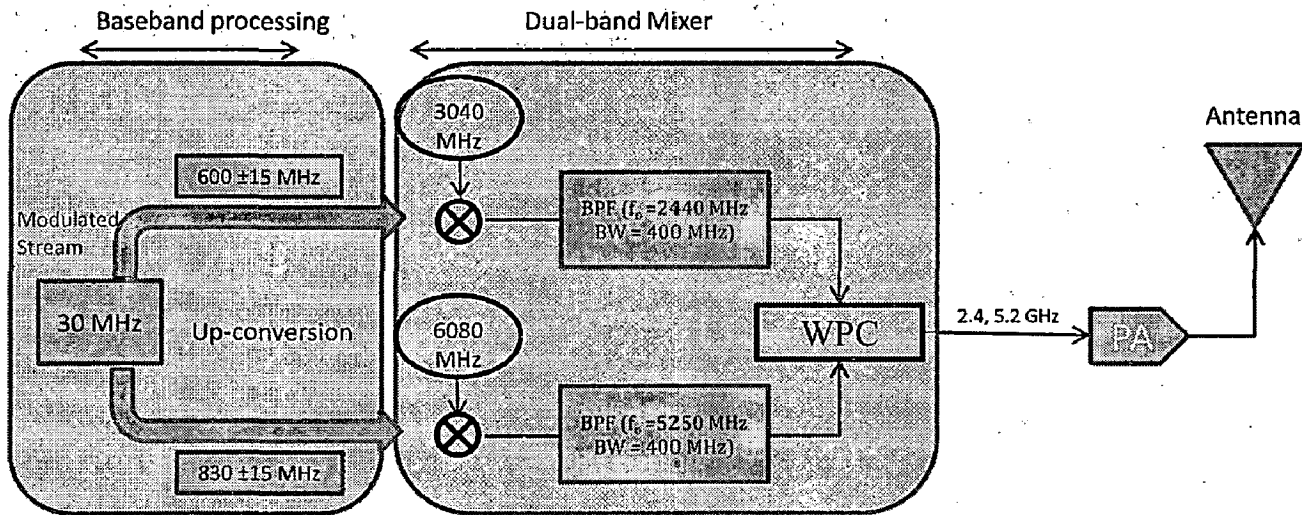 Baseband processing
Dual-band Mixer
3040
MHz
Antenna
600 ±15 MHz
Modulated
Stream
BPF (f₀ =2440 MHz
BW = 400 MHz)
30 MHz
Up-conversion
6080
MHz
WPC
2.4, 5.2 GHz
PA
BPF (f₀ =5250 MHz
BW = 400 MHz)
830 ±15 MHz